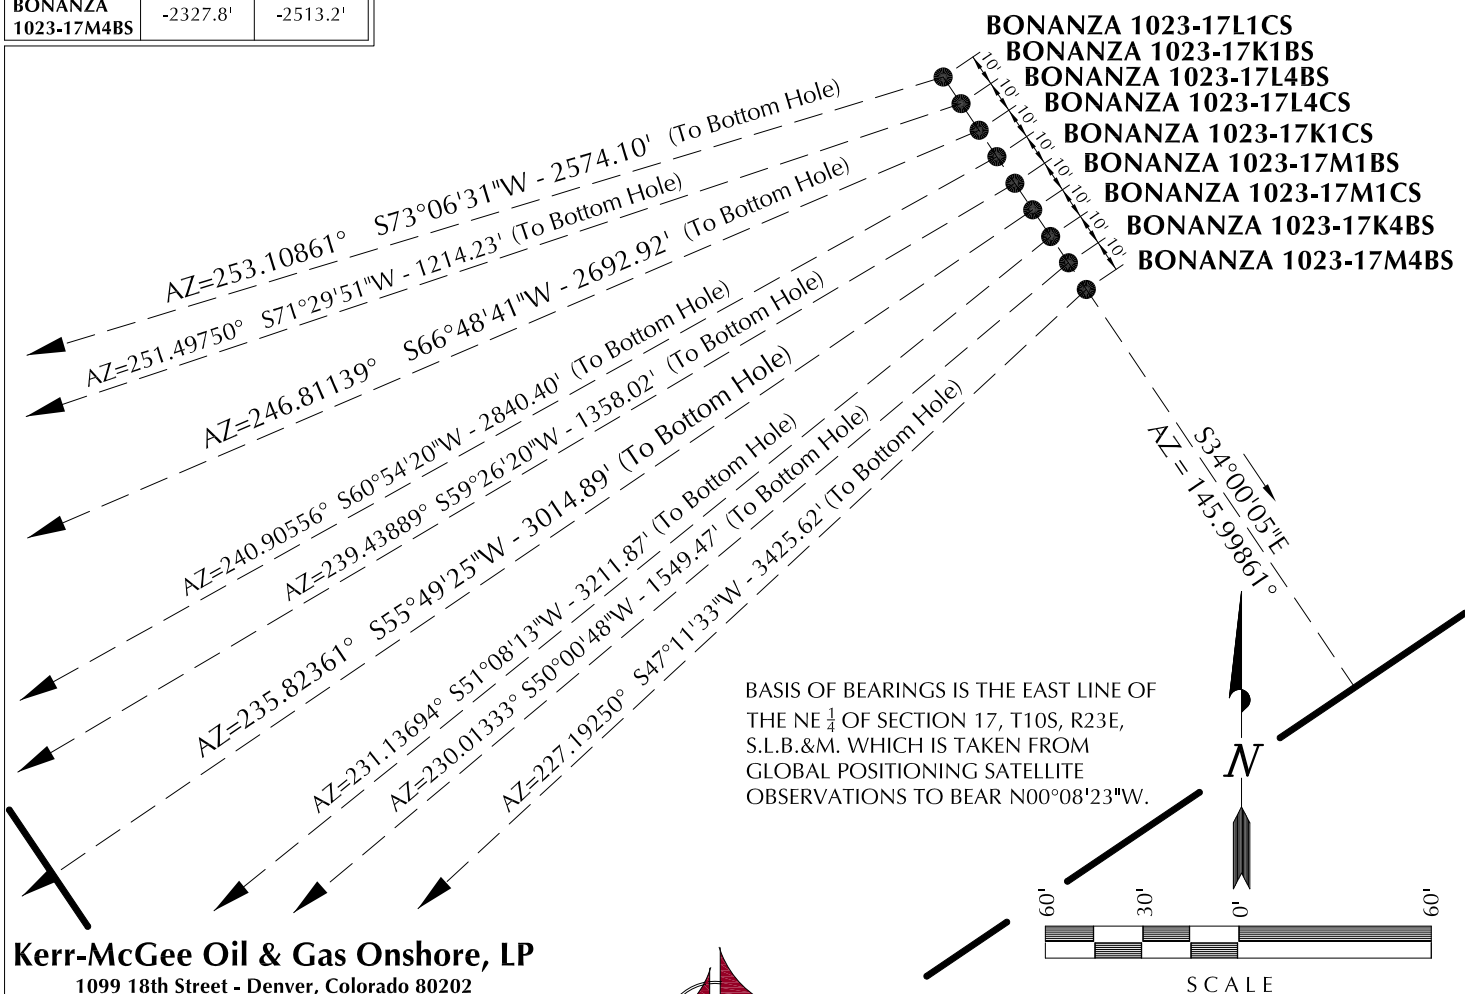 BONANZA
1023-17M4BS
-2327.8'
-2513.2'
BONANZA 1023-17L1CS
BONANZA 1023-17K1BS
BONANZA 1023-17L4BS
BONANZA 1023-17L4CS
BONANZA 1023-17K1CS
BONANZA 1023-17M1BS
BONANZA 1023-17M1CS
BONANZA 1023-17K4BS
BONANZA 1023-17M4BS
10'
10'
10'
10'
10'
10'
10'
10'
AZ=253.10861° S73°06'31"W - 2574.10' (To Bottom Hole)
AZ=251.49750° S71°29'51"W - 1214.23' (To Bottom Hole)
AZ=246.81139° S66°48'41"W - 2692.92' (To Bottom Hole)
AZ=240.90556° S60°54'20"W - 2840.40' (To Bottom Hole)
AZ=239.43889° S59°26'20"W - 1358.02' (To Bottom Hole)
AZ=235.82361° S55°49'25"W - 3014.89' (To Bottom Hole)
AZ=231.13694° S51°08'13"W - 3211.87' (To Bottom Hole)
AZ=230.01333° S50°00'48"W - 1549.47' (To Bottom Hole)
AZ=227.19250° S47°11'33"W - 3425.62' (To Bottom Hole)
S34°00'05"E
AZ = 145.99861°
BASIS OF BEARINGS IS THE EAST LINE OF
THE NE 1/4 OF SECTION 17, T10S, R23E,
S.L.B.&M. WHICH IS TAKEN FROM
GLOBAL POSITIONING SATELLITE
OBSERVATIONS TO BEAR N00°08'23"W.
N
60' 30' 0' 60'
SCALE
Kerr-McGee Oil & Gas Onshore, LP
1099 18th Street - Denver, Colorado 80202